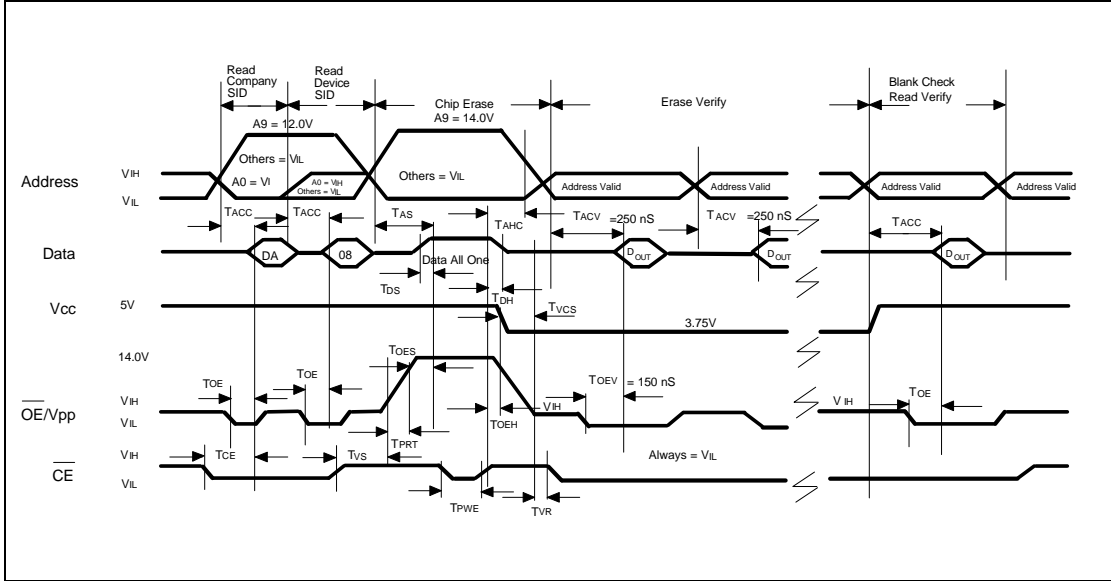 Read
Company
SID
Read
Device
SID
Chip Erase
A9 = 14.0V
Erase Verify
Blank Check
Read Verify
A9 = 12.0V
Others = VIL
A0 = VI
A0 = VIH
Others = VIL
Others = VIL
Address
VIH
VIL
Address Valid
Address Valid
Address Valid
Address Valid
TACC
TACC
TAS
TAHC
TACV
=250 nS
TACV
=250 nS
TACC
Data
DA
08
Data All One
DOUT
DOUT
DOUT
TDS
TDH
TVCS
Vcc
5V
3.75V
14.0V
TOES
TOE
TOE
TOEV = 150 nS
TOE
OE/Vpp
VIH
VIL
VIH
VIH
TOEH
TPRT
CE
VIH
VIL
TCE
TVS
Always = VIL
TPWE
TVR